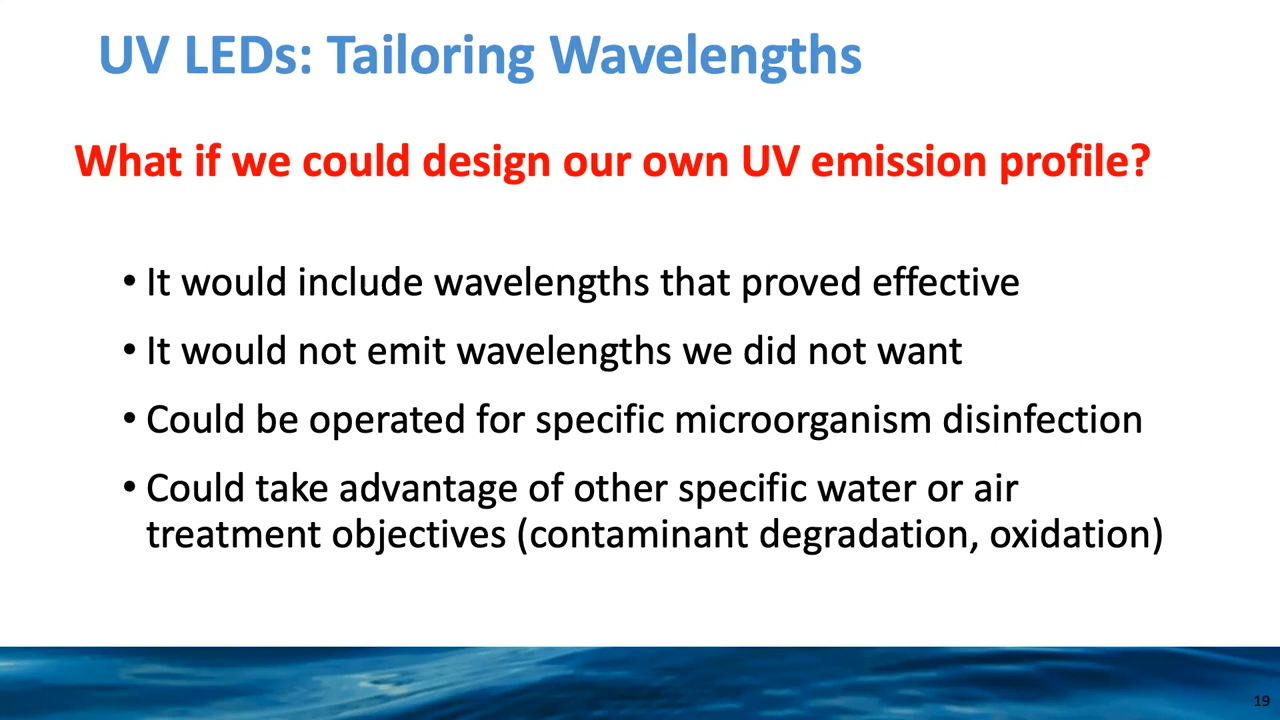 UV LEDs: Tailoring Wavelengths
What if we could design our own UV emission profile?
• It would include wavelengths that proved effective
• It would not emit wavelengths we did not want
• Could be operated for specific microorganism disinfection
• Could take advantage of other specific water or air
treatment objectives (contaminant degradation, oxidation)
19